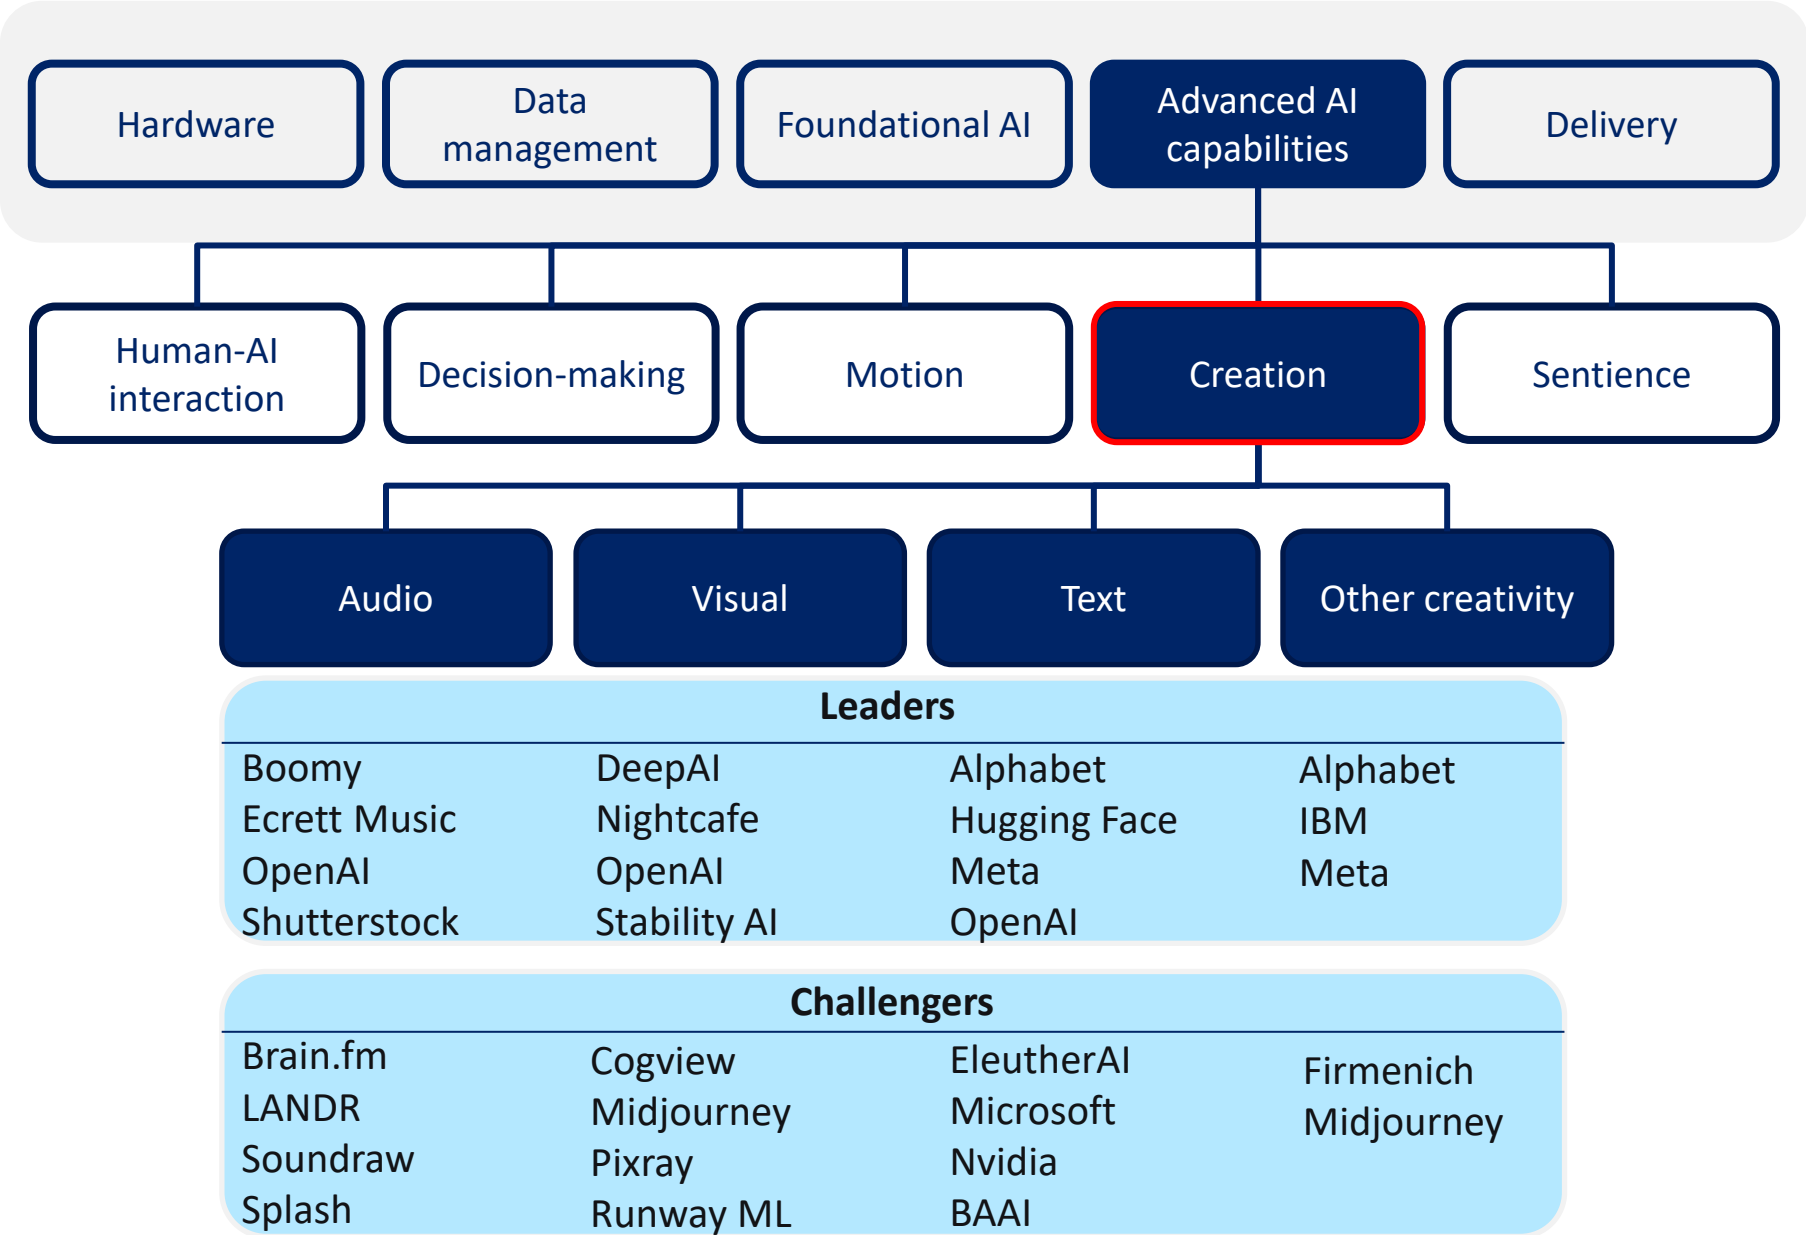 Hardware
Data
management
Foundational AI
Advanced AI
capabilities
Delivery
Human-AI
interaction
Decision-making
Motion
Creation
Sentience
Audio
Visual
Text
Other creativity
Leaders
Boomy
Ecrett Music
OpenAI
Shutterstock
DeepAI
Nightcafe
OpenAI
Stability AI
Alphabet
Hugging Face
Meta
OpenAI
Alphabet
IBM
Meta
Challengers
Brain.fm
LANDR
Soundraw
Splash
Cogview
Midjourney
Pixray
Runway ML
EleutherAI
Microsoft
Nvidia
BAAI
Firmenich
Midjourney